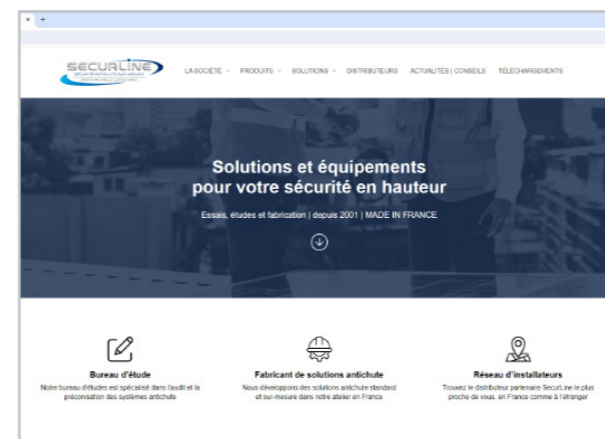 SECURLINE
LA SOCIÉTÉ PRODUITS SOLUTIONS DISTRIBUTEURS ACTUALITÉS | CONSEILS TÉLÉCHARGEMENTS
Solutions et équipements
pour votre sécurité en hauteur
Essais, études et fabrication | depuis 2001 | MADE IN FRANCE
Bureau d'étude
Notre bureau d'études est spécialisé dans l'audit et la
préconisation des systèmes antichute
Fabricant de solutions antichute
Nous développons des solutions antichute standard
et sur-mesure dans notre atelier en France
Réseau d'installateurs
Trouvez le distributeur partenaire SecurLine le plus
proche de vous, en France comme à l'étranger